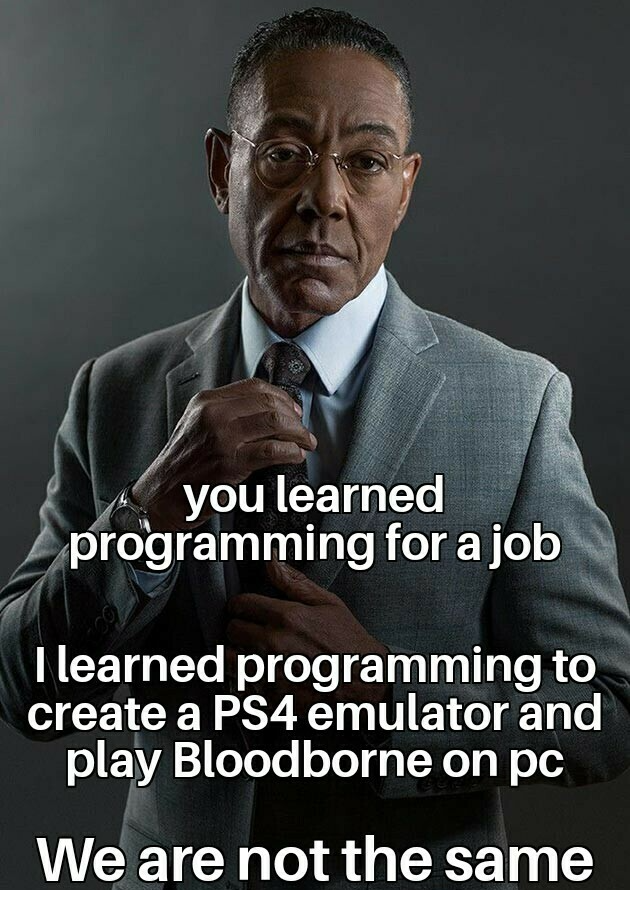 you learned
programming for a job
I learned programming to
create a PS4 emulator and
play Bloodborne on pc
We are not the same